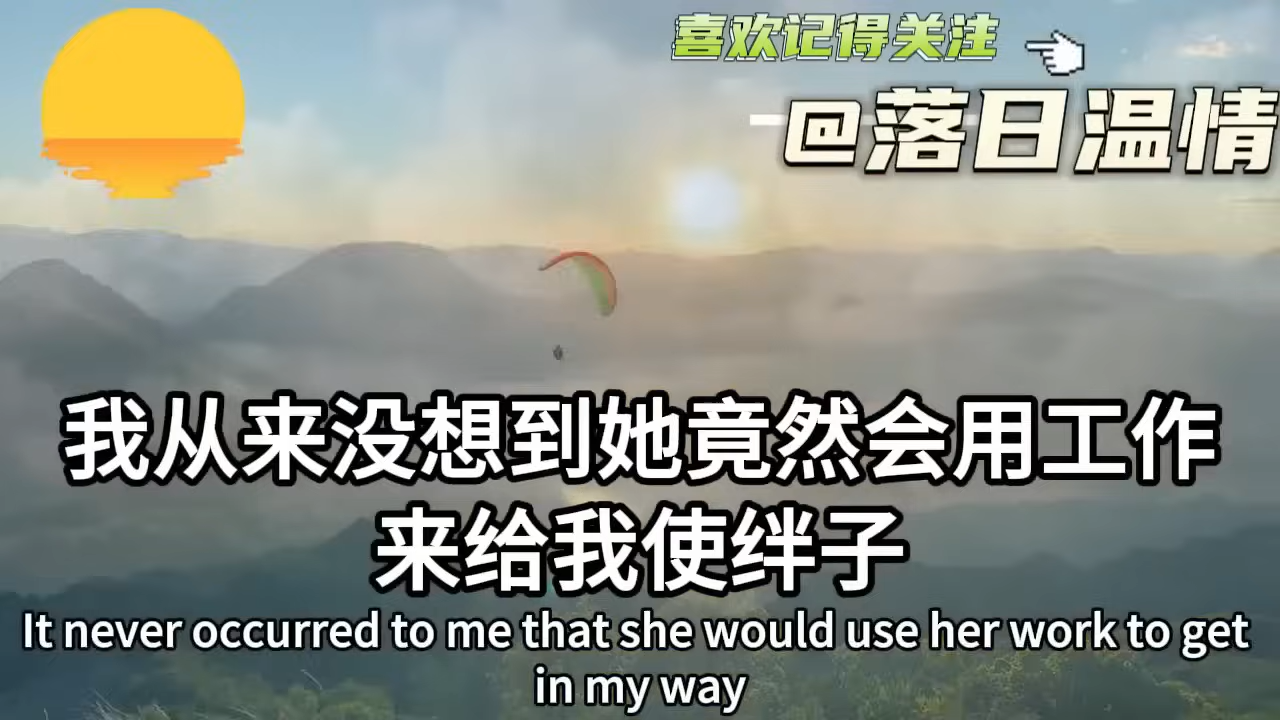 喜欢记得关注
@落日温情
我从来没想到她竟然会用工作
来给我使绊子
It never occurred to me that she would use her work to get
in my way